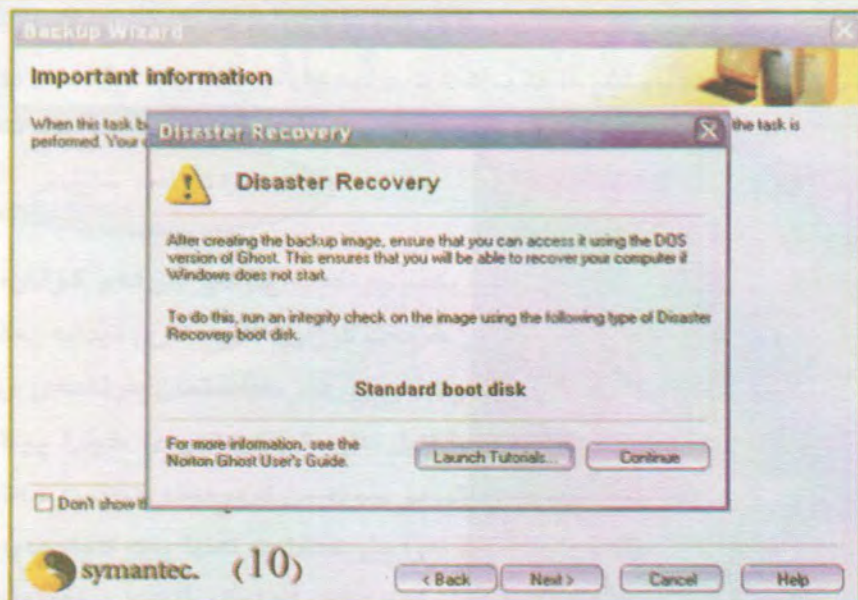 Backup Wizard
Important information
When this task b
the task is
performed. Your
Disaster Recovery
Disaster Recovery
After creating the backup image, ensure that you can access it using the DOS
version of Ghost. This ensures that you will be able to recover your computer if
Windows does not start.
To do this, run an integrity check on the image using the following type of Disaster
Recovery boot disk.
Standard boot disk
For more information, see the
Norton Ghost User's Guide.
Launch Tutorials...
Continue
Don't show
symantec.
(10)
< Back
Next >
Cancel
Help